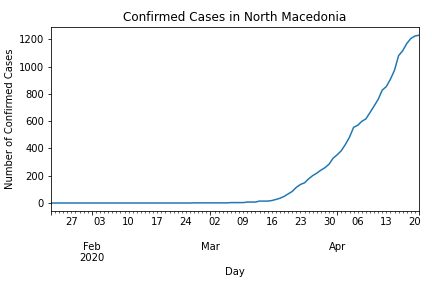 Confirmed Cases in North Macedonia
Number of Confirmed Cases
1200
1000
800
600
400
200
0
27 03 10 17 24 02 09 16 23 30 06 13 20
Feb Mar Apr
2020
Day